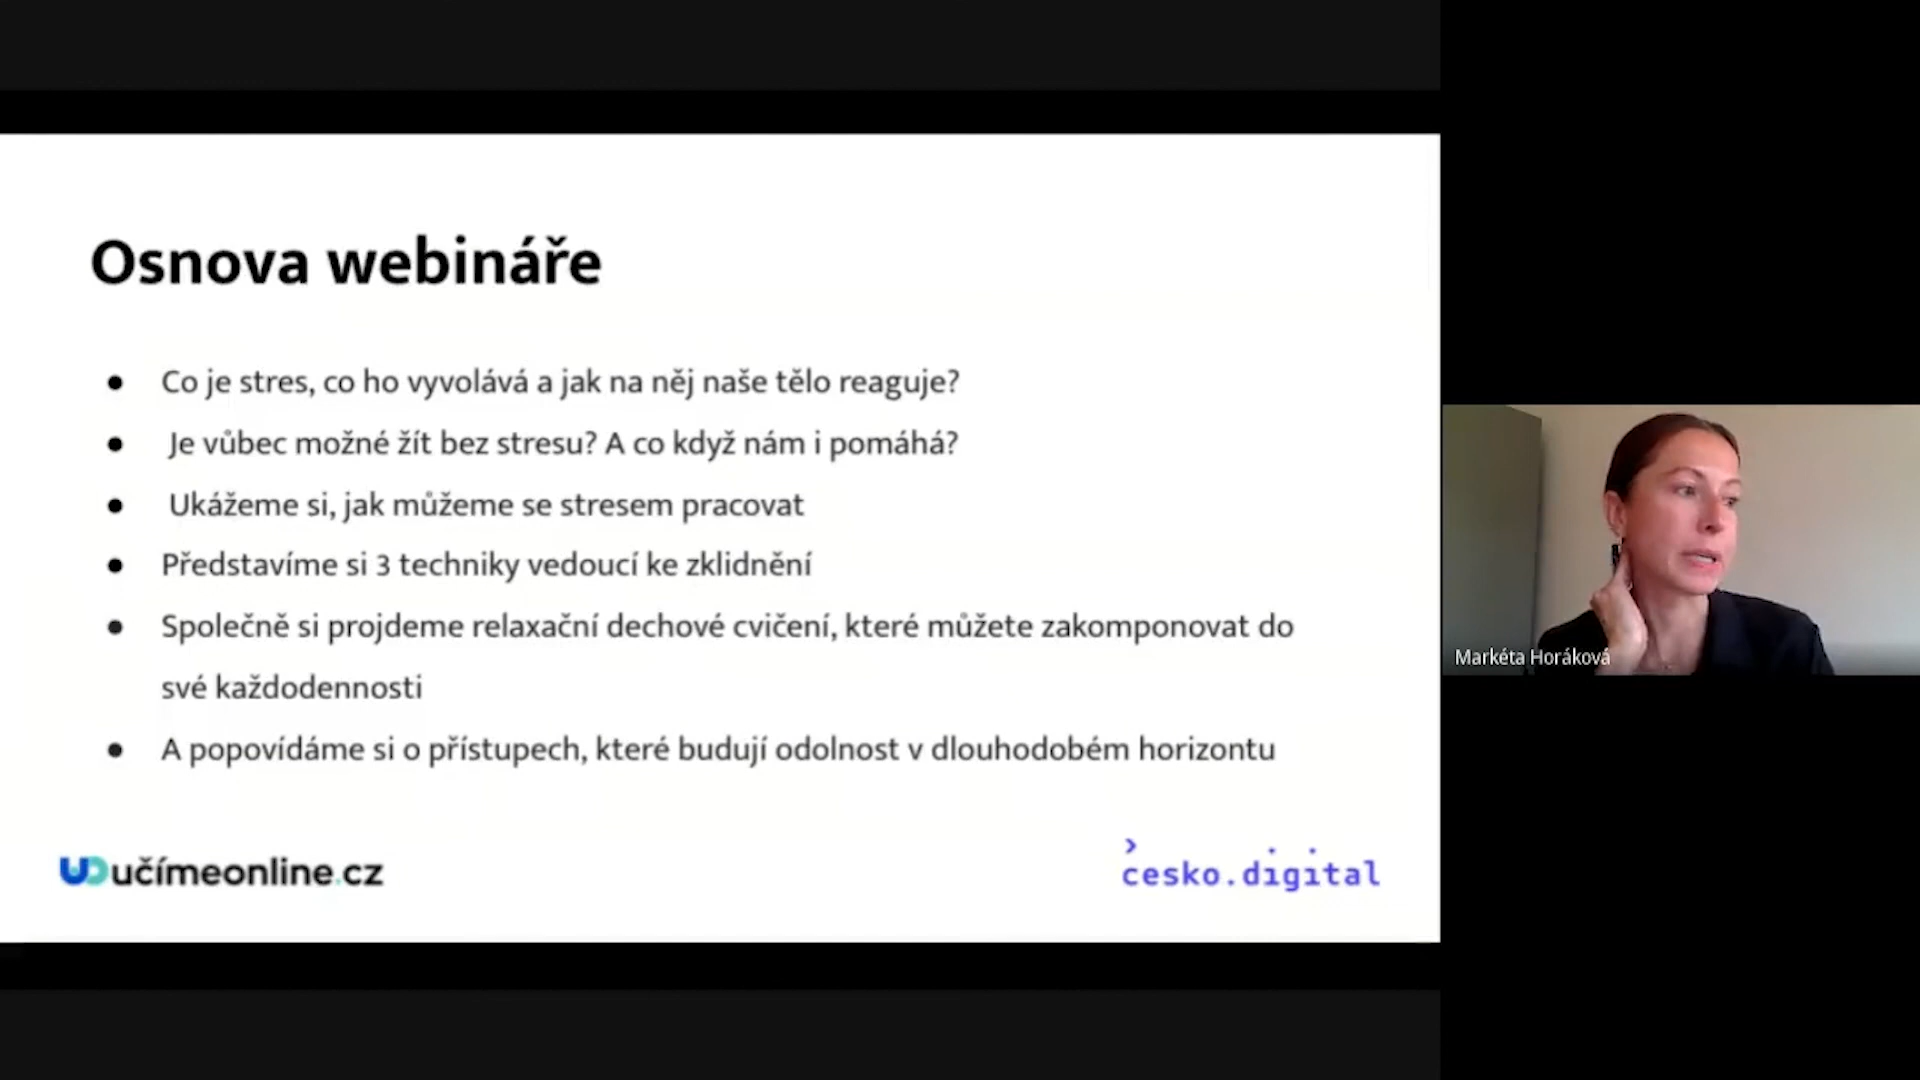 Osnova webináře
● Co je stres, co ho vyvolává a jak na něj naše tělo reaguje?
● Je vůbec možné žít bez stresu? A co když nám i pomáhá?
● Ukážeme si, jak můžeme se stresem pracovat
● Představíme si 3 techniky vedoucí ke zklidnění
● Společně si projdeme relaxační dechové cvičení, které můžete zakomponovat do
své každodennosti
● A popovídáme si o přístupech, které budují odolnost v dlouhodobém horizontu
učímeonline.cz
cesko.digital
Markéta Horáková